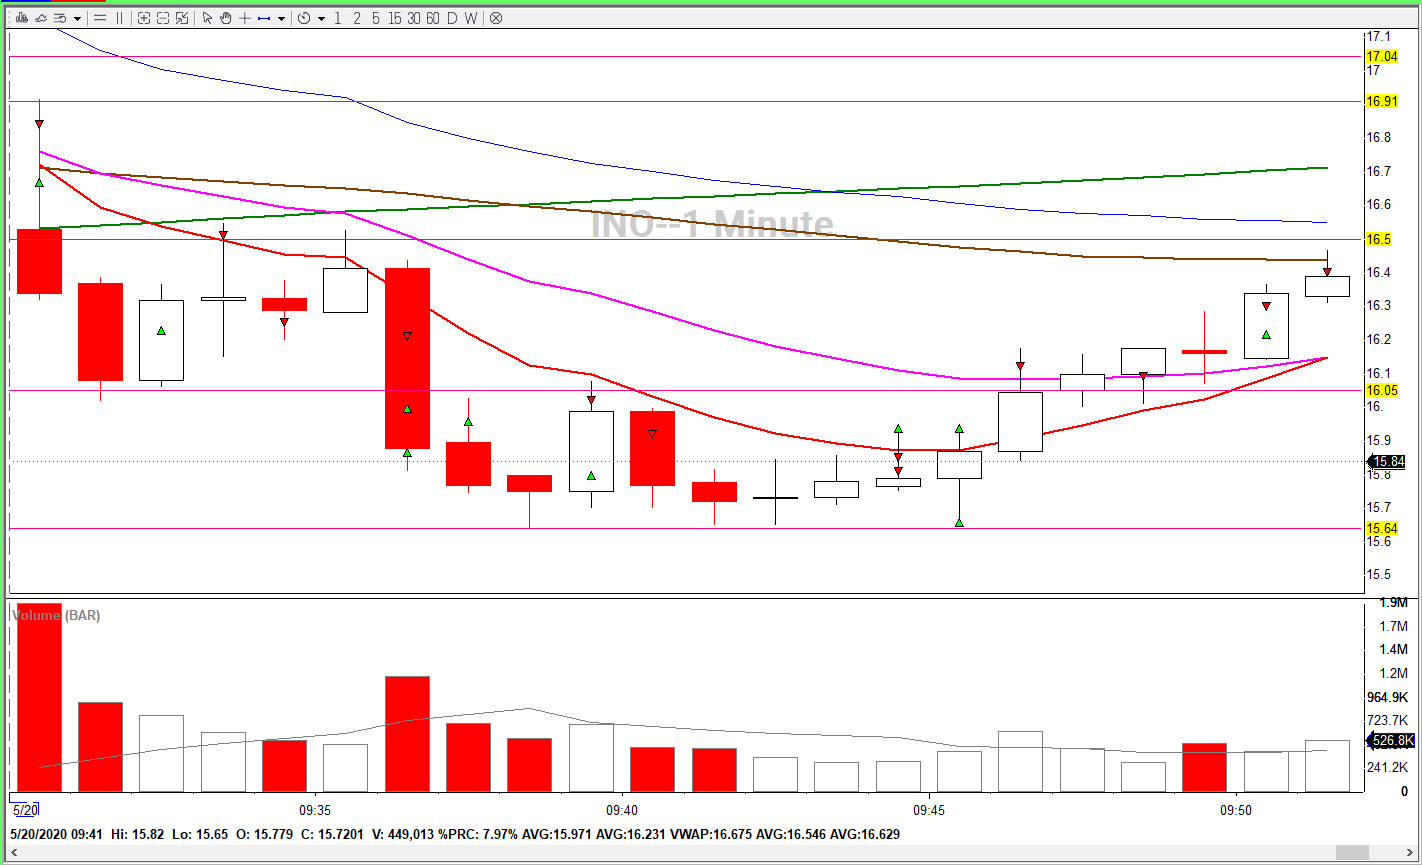 1 2 5 15 30 60 D W
INO--1 Minute
17.1
17.04
17
16.91
16.8
16.7
16.6
16.5
16.4
16.3
16.2
16.1
16.05
16.
15.9
15.84
15.8
15.7
15.64
15.6
15.5
Volume (BAR)
1.9M
1.7M
1.4M
1.2M
964.9K
723.7K
526.8K
241.2K
0
5/20 09:35 09:40 09:45 09:50
5/20/2020 09:41 Hi: 15.82 Lo: 15.65 O: 15.779 C: 15.7201 V: 449,013 %PRC: 7.97% AVG:15.971 AVG:16.231 VWAP:16.675 AVG:16.546 AVG:16.629